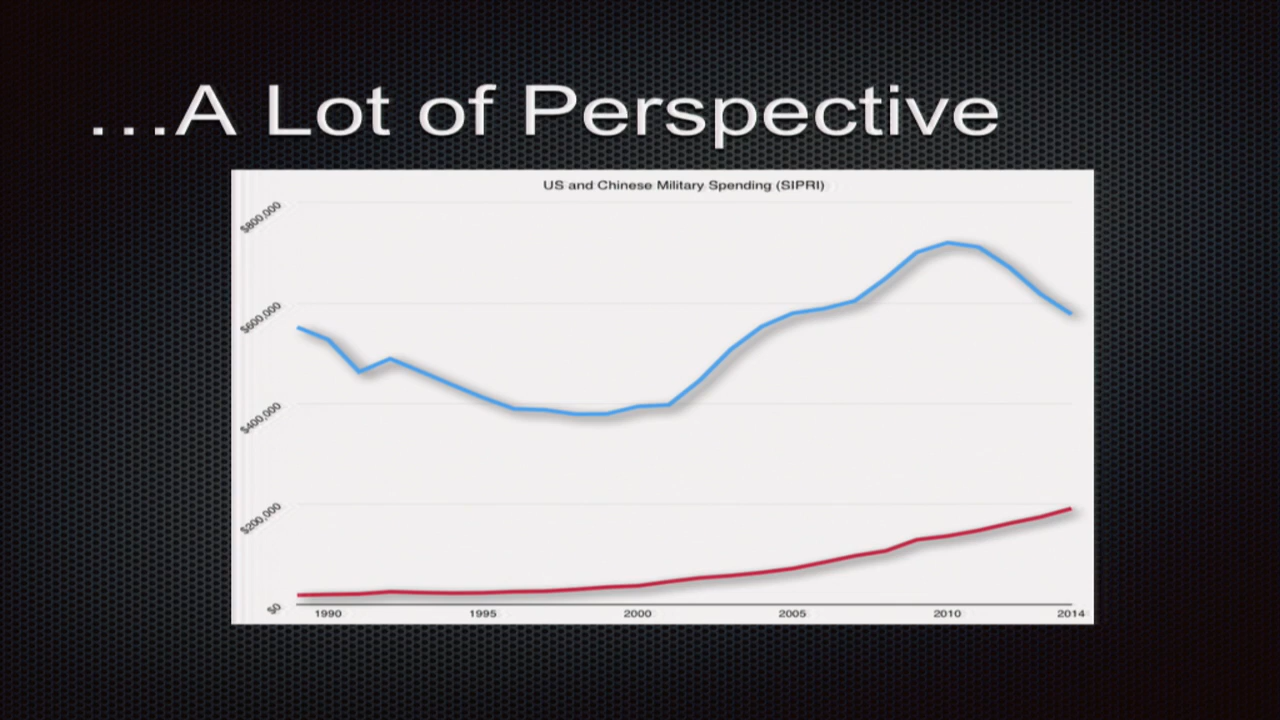 ...A Lot of Perspective
US and Chinese Military Spending (SIPRI)
$800,000
$600,000
$400,000
$200,000
$0
1990 1995 2000 2005 2010 2014